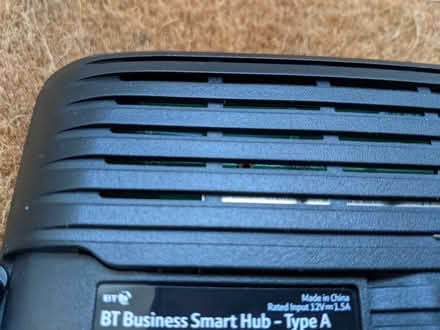 BT
Made in China
Rated Input 12V⎓1.5A
BT Business Smart Hub - Type A